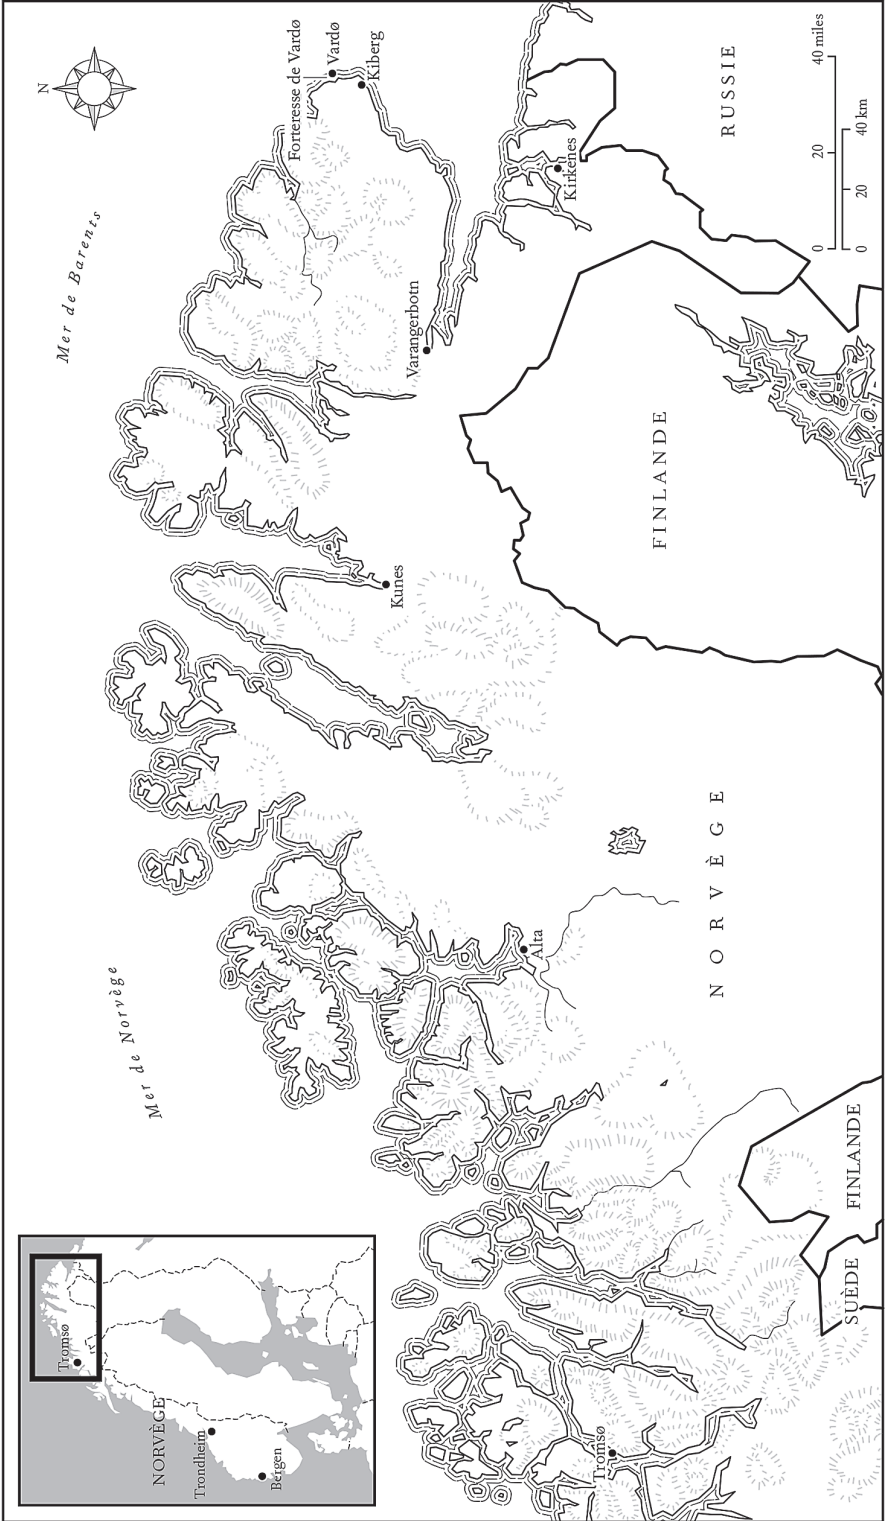 N
Mer de Barents
Forteresse de Vardø
Vardø
Kiberg
Kirkenes
RUSSIE
Varangerbotn
FINLANDE
Kunes
Mer de Norvège
Alta
NORVÈGE
FINLANDE
SUÈDE
Tromsø
0
20
40 miles
0
20
40 km
Tromsø
NORVÈGE
Trondheim
Bergen